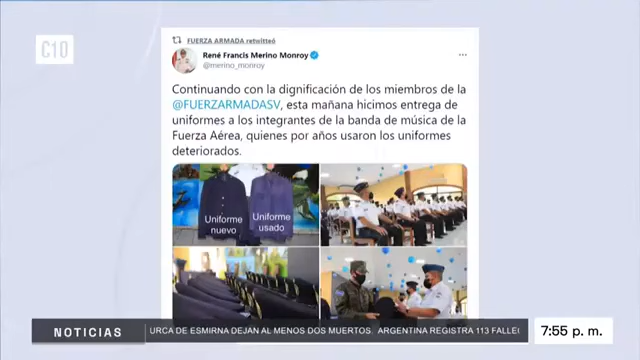 C10
FUERZA ARMADA retwitteó
René Francis Merino Monroy
@merino_monroy
Continuando con la dignificación de los miembros de la
@FUERZARMADASV, esta mañana hicimos entrega de
uniformes a los integrantes de la banda de música de la
Fuerza Aérea, quienes por años usaron los uniformes
deteriorados.
Uniforme
nuevo
Uniforme
usado
NOTICIAS
URCA DE ESMIRNA DEJAN AL MENOS DOS MUERTOS. ARGENTINA REGISTRA 113 FALLEC
7:55 p. m.